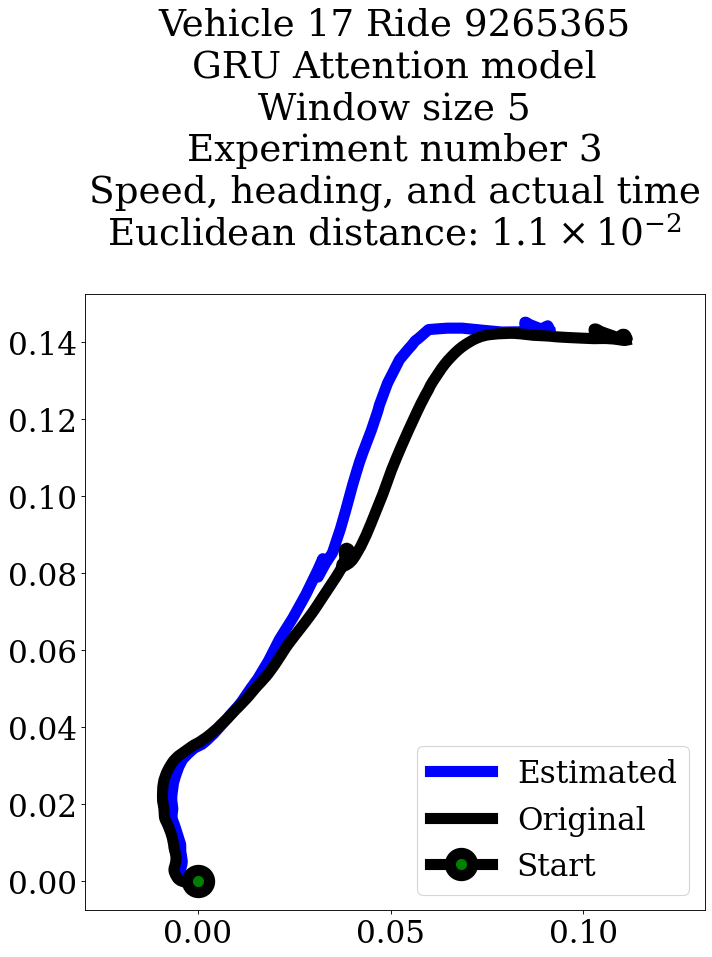 Vehicle 17 Ride 9265365
GRU Attention model
Window size 5
Experiment number 3
Speed, heading, and actual time
Euclidean distance: $1.1 \times 10^{-2}$
0.14
0.12
0.10
0.08
0.06
0.04
0.02
0.00
Estimated
Original
Start
0.00 0.05 0.10